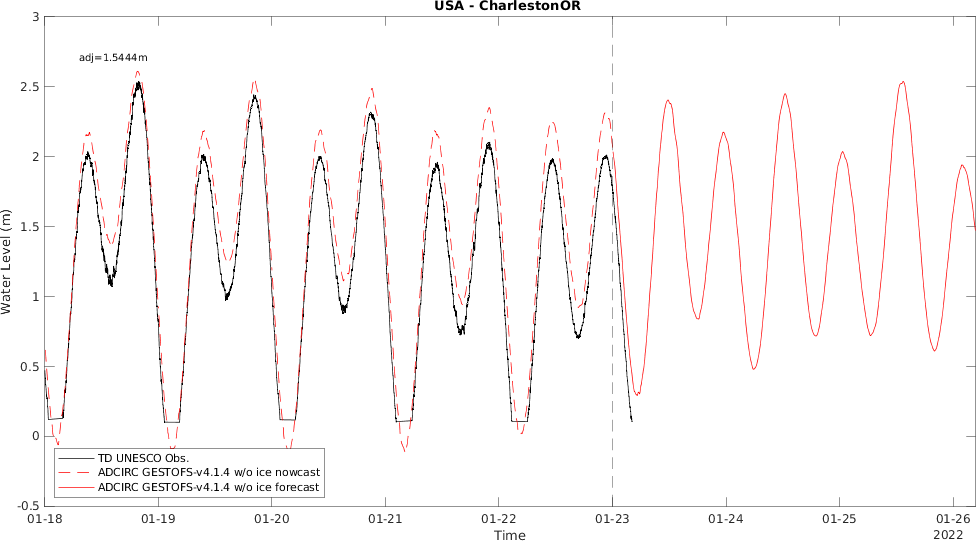 USA - CharlestonOR
adj=1.5444m
3
2.5
2
1.5
1
0.5
0
-0.5
Water Level (m)
TD UNESCO Obs.
ADCIRC GESTOFS-v4.1.4 w/o ice nowcast
ADCIRC GESTOFS-v4.1.4 w/o ice forecast
01-18 01-19 01-20 01-21 01-22 01-23 01-24 01-25 01-26
Time
2022